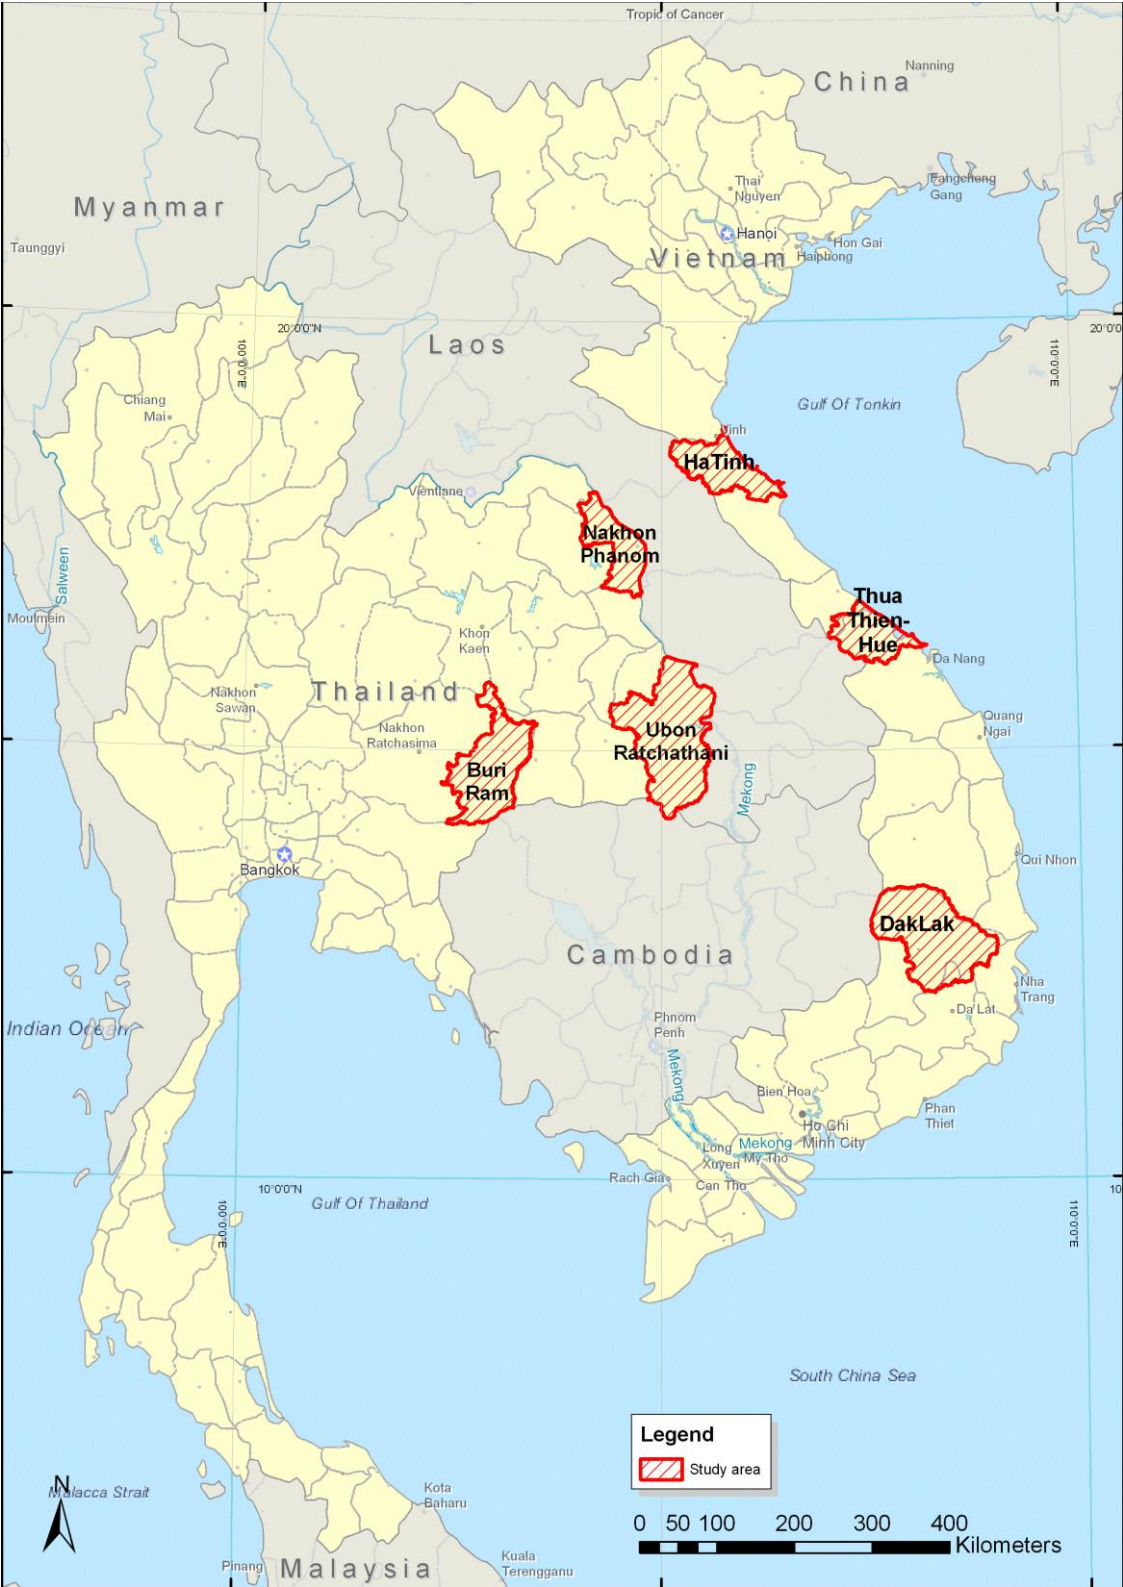 Tropic of Cancer
Nanning
China
Thai
Nguyen
Fangcheng
Gang
Myanmar
Hanoi
Hon Gai
Taunggyi
Vietnam
Haiphong
20°0'0"N
20°0'0
Laos
100°0'0"E
110°0'0"E
Chiang
Mai
Gulf Of Tonkin
Vinh
HaTinh
Vientiane
Nakhon
Phanom
Salween
Thua
Thien-
Hue
Moulmein
Khon
Kaen
Da Nang
Thailand
Nakhon
Sawan
Nakhon
Ratchasima
Quang
Ngai
Ubon
Ratchathani
Buri
Ram
Mekong
Bangkok
Qui Nhon
DakLak
Cambodia
Nha
Trang
Da Lat
Indian Ocean
Phnom
Penh
Mekong
Bien Hoa
Phan
Thiet
Ho Chi
Minh City
Mekong
Long
Xuyen
My Tho
Rach Gia
Can Tho
10°0'0"N
10
Gulf Of Thailand
100°0'0"E
110°0'0"E
South China Sea
Legend
Study area
N
Malacca Strait
Kota
Baharu
0 50 100 200 300 400
Kilometers
Pinang
Malaysia
Kuala
Terengganu